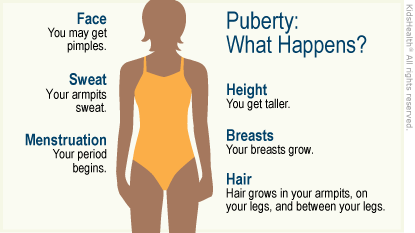 Puberty:
What Happens?
Face
You may get
pimples.
Sweat
Your armpits
sweat.
Menstruation
Your period
begins.
Height
You get taller.
Breasts
Your breasts grow.
Hair
Hair grows in your armpits, on
your legs, and between your legs.
KidsHealth® All rights reserved.